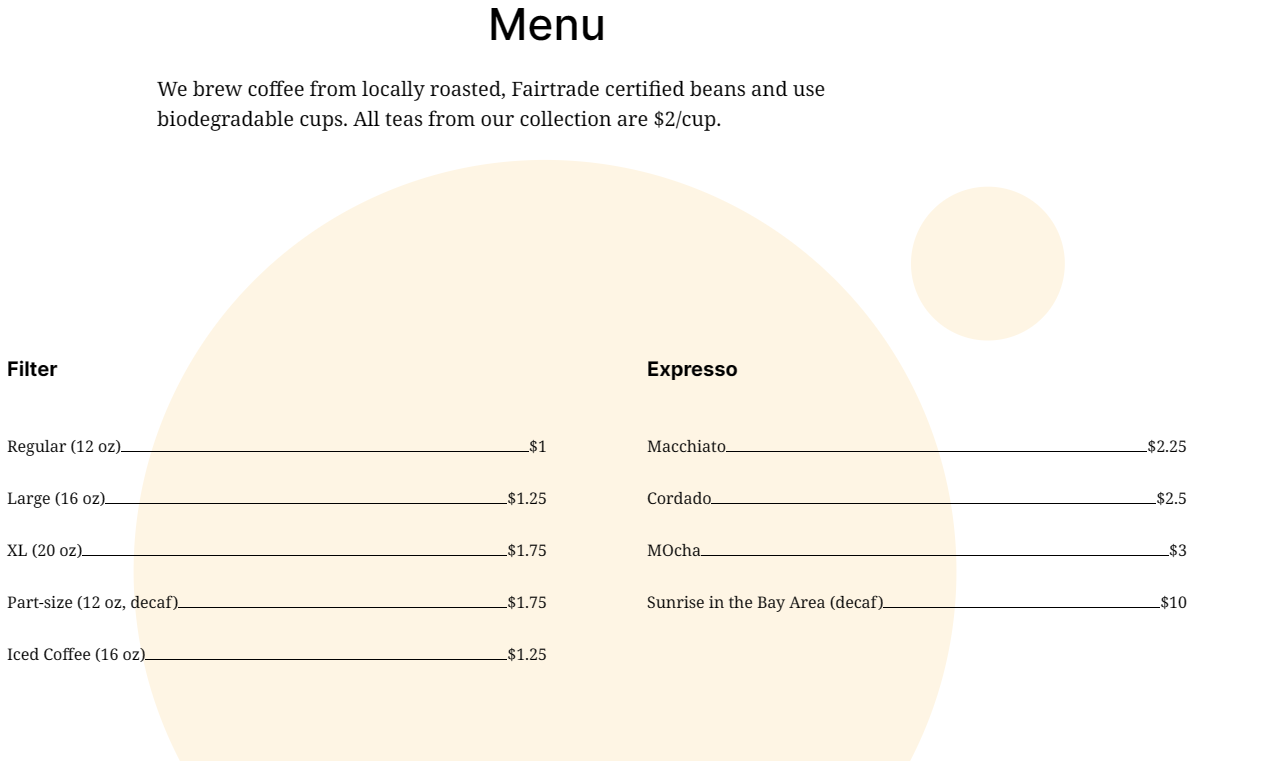 Menu
We brew coffee from locally roasted, Fairtrade certified beans and use
biodegradable cups. All teas from our collection are $2/cup.
Filter
Regular (12 oz) $1
Large (16 oz) $1.25
XL (20 oz) $1.75
Part-size (12 oz, decaf) $1.75
Iced Coffee (16 oz) $1.25
Expresso
Macchiato $2.25
Cordado $2.5
MOcha $3
Sunrise in the Bay Area (decaf) $10